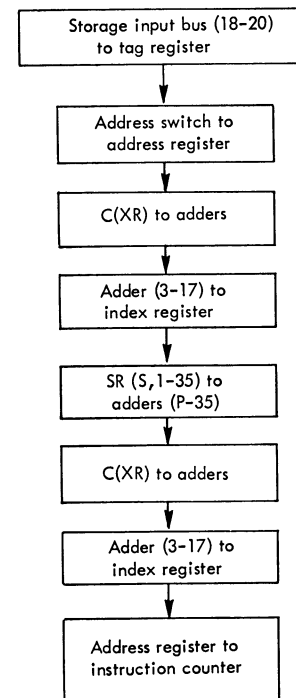 Storage input bus (18-20)
to tag register
Address switch to
address register
C(XR) to adders
Adder (3-17) to
index register
SR (S,1-35) to
adders (P-35)
C(XR) to adders
Adder (3-17) to
index register
Address register to
instruction counter